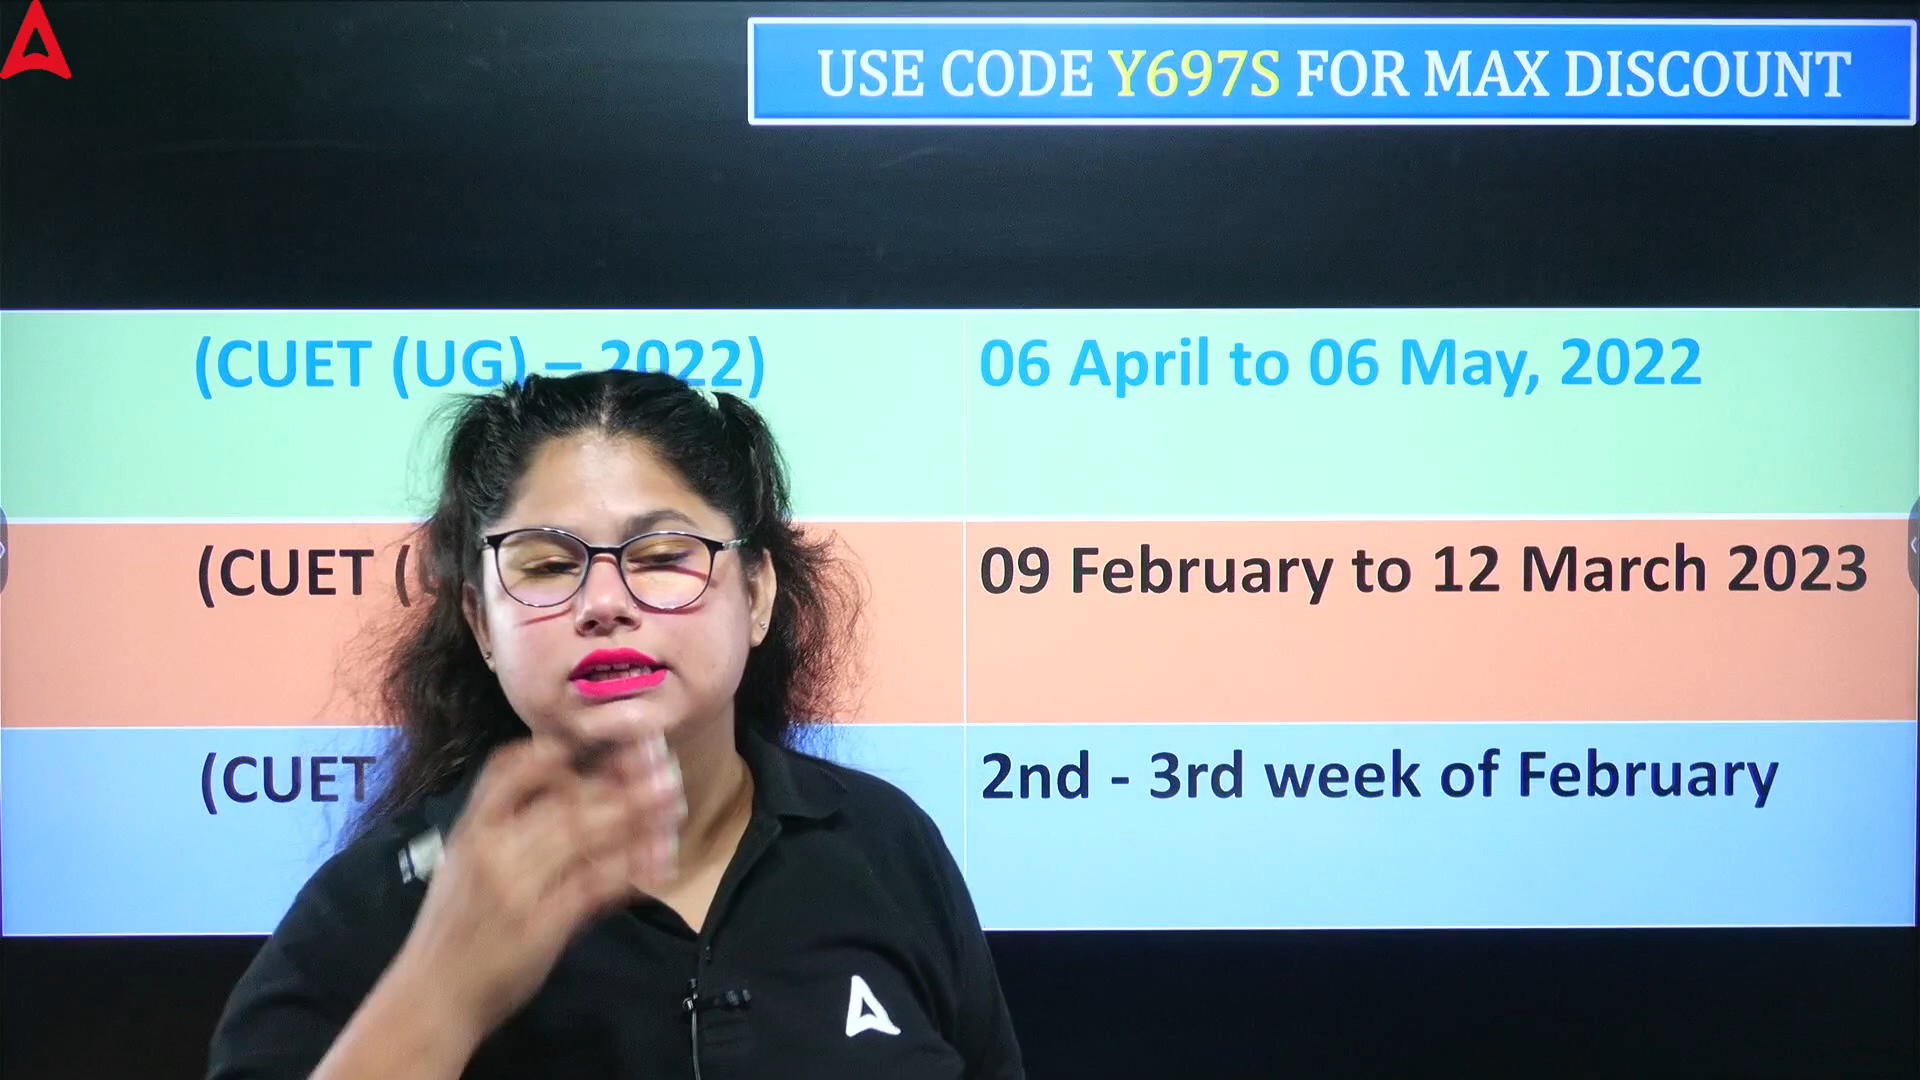 USE CODE Y697S FOR MAX DISCOUNT
(CUET (UG) – 2022) 06 April to 06 May, 2022
(CUET ( 09 February to 12 March 2023
(CUET 2nd - 3rd week of February